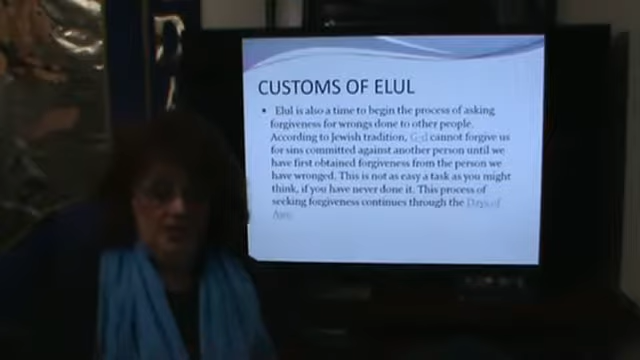 CUSTOMS OF ELUL
• Elul is also a time to begin the process of asking
forgiveness for wrongs done to other people.
According to Jewish tradition, G-d cannot forgive us
for sins committed against another person until we
have first obtained forgiveness from the person we
have wronged. This is not as easy a task as you might
think, if you have never done it. This process of
seeking forgiveness continues through the Days of
Awe.